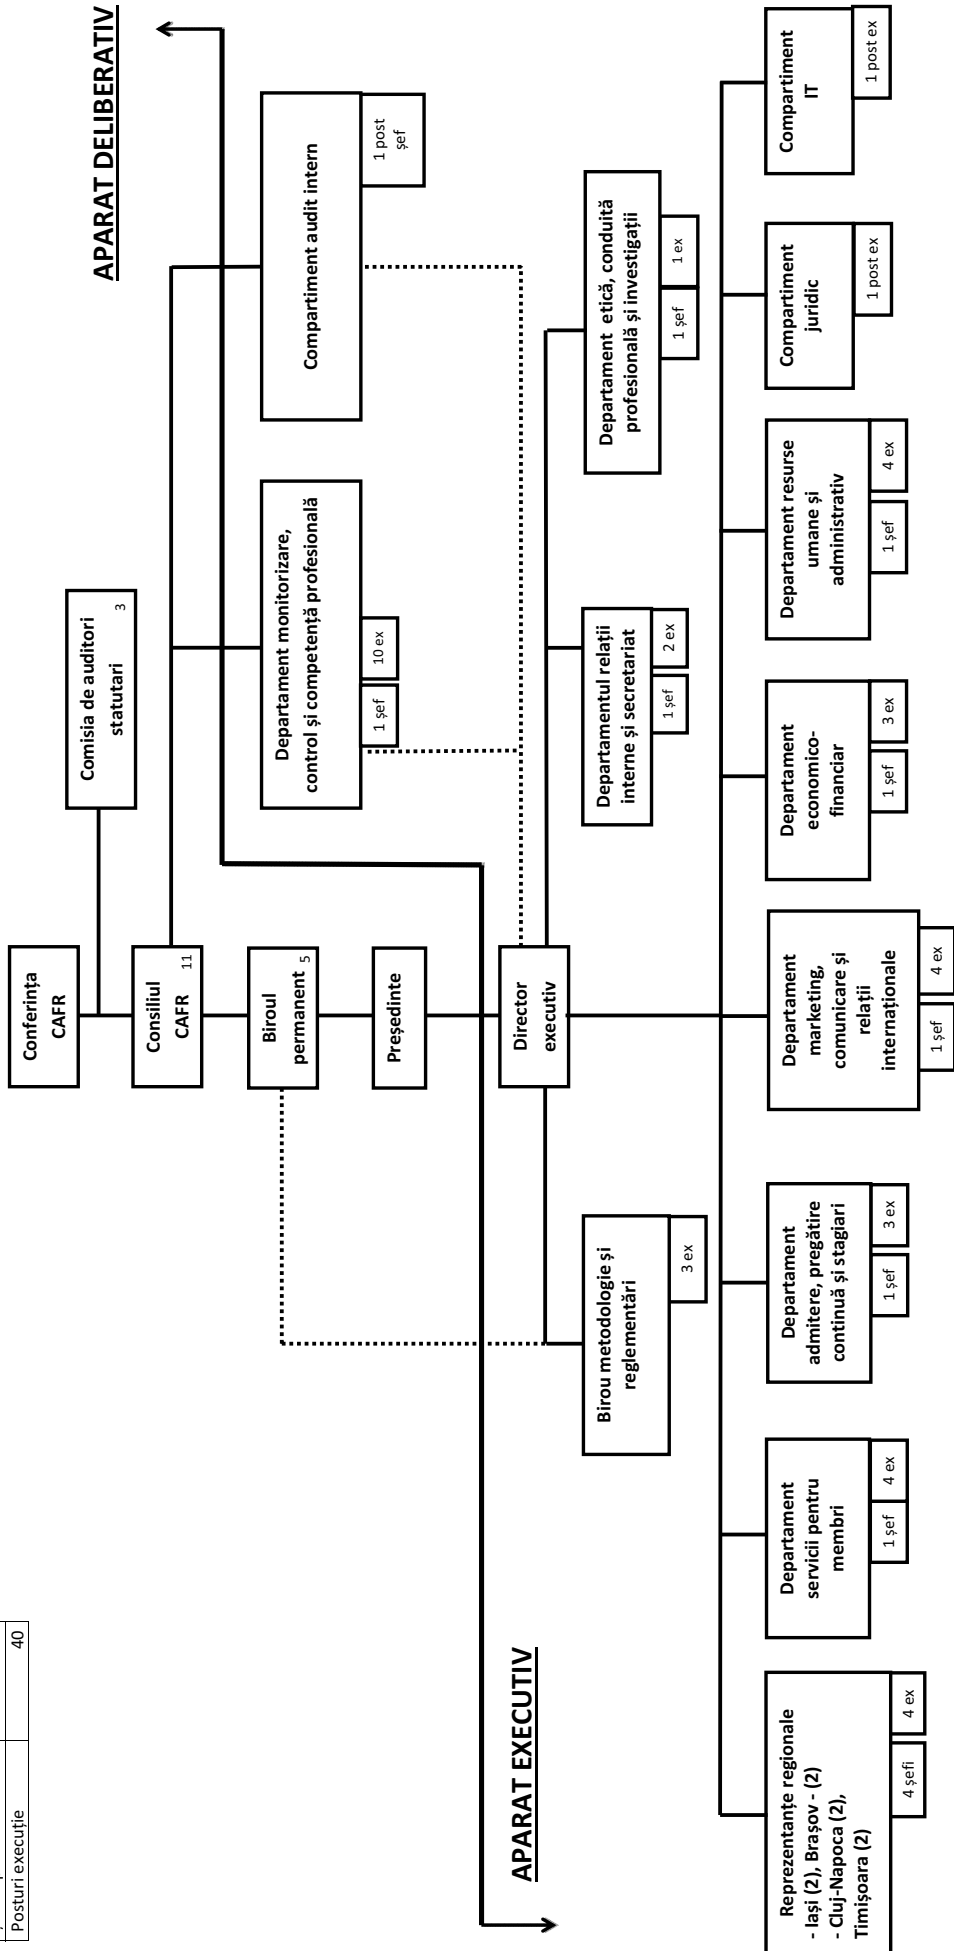 Posturi execuție 40
APARAT DELIBERATIV
Conferința
CAFR
Comisia de auditori
statutari
3
Consiliul
CAFR
11
Departament monitorizare,
control și competență profesională
1 șef
10 ex
Compartiment audit intern
1 post
șef
Biroul
permanent
5
Președinte
APARAT EXECUTIV
Director
executiv
Birou metodologie și
reglementări
3 ex
Departamentul relații
interne și secretariat
1 șef
2 ex
Departament etică, conduită
profesională și investigații
1 șef
1 ex
Reprezentanțe regionale
- Iași (2), Brașov - (2)
- Cluj-Napoca (2),
Timișoara (2)
4 șefi
4 ex
Departament
servicii pentru
membri
1 șef
4 ex
Departament
admitere, pregătire
continuă și stagiari
1 șef
3 ex
Departament
marketing,
comunicare și
relații
internaționale
1 șef
4 ex
Departament
economico-
financiar
1 șef
3 ex
Departament resurse
umane și
administrativ
1 șef
4 ex
Compartiment
juridic
1 post ex
Compartiment
IT
1 post ex